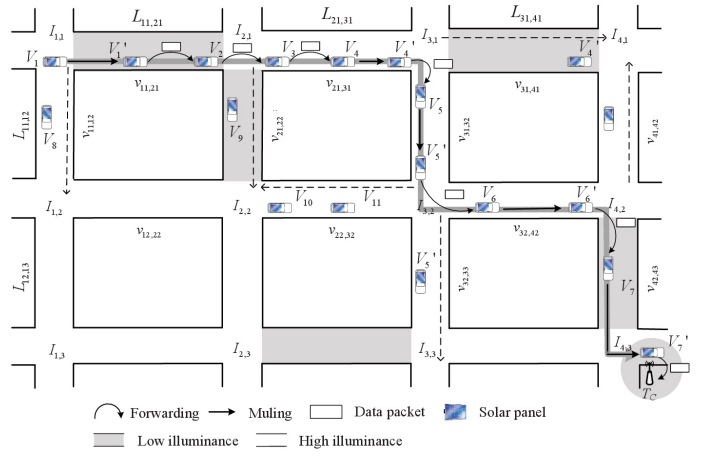 L11,21 L21,31 L31,41
I1,1 I2,1 I3,1 I4,1
V1 V1' V2 V3 V4 V4' V4'
v11,21 v21,31 v31,41
V5
L11,12 v11,12 v21,22 v31,32 v41,42
V8 V9
V5'
V6 V6'
I1,2 I2,2 V10 V11 I3,2 I4,2
v12,22 v22,32 v32,42
L12,13 V5' v32,33 V7 v42,43
I1,3 I2,3 I3,3 I4,3 V7'
TC
Forwarding Muling Data packet Solar panel
Low illuminance High illuminance